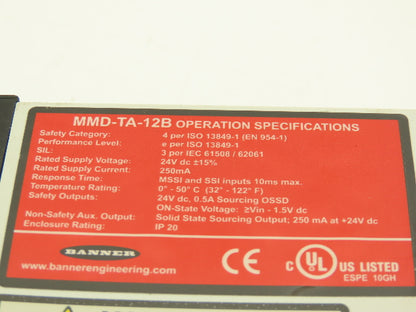 MMD-TA-12B OPERATION SPECIFICATIONS
Safety Category: 4 per ISO 13849-1 (EN 954-1)
Performance Level: e per ISO 13849-1
SIL: 3 per IEC 61508 / 62061
Rated Supply Voltage: 24V dc ±15%
Rated Supply Current: 250mA
Response Time: MSSI and SSI inputs 10ms max.
Temperature Rating: 0° - 50° C (32° - 122° F)
Safety Outputs: 24V dc, 0.5A Sourcing OSSD
ON-State Voltage: ≥Vin - 1.5V dc
Non-Safety Aux. Output: Solid State Sourcing Output; 250 mA at +24V dc
Enclosure Rating: IP 20
BANNER
www.bannerengineering.com
CE
C UL US LISTED
ESPE 10GH